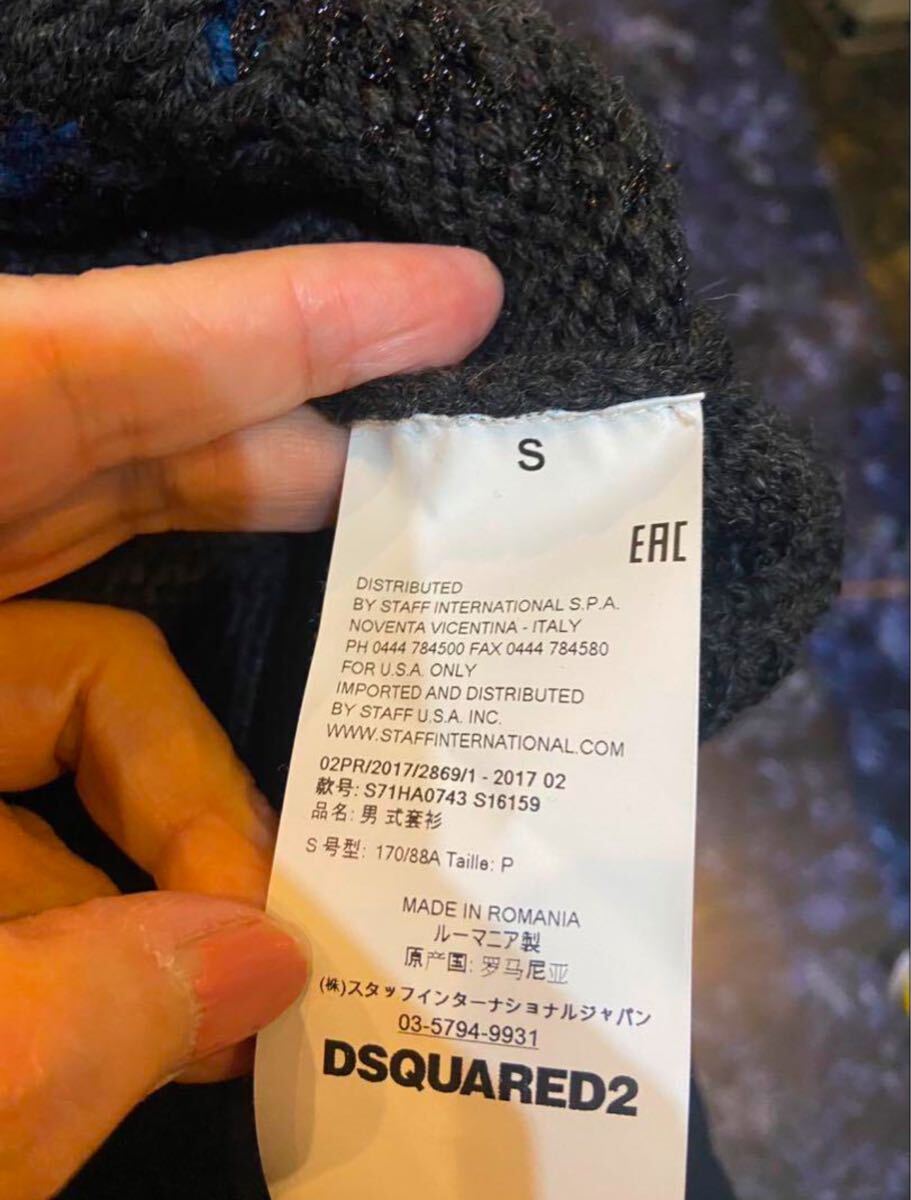 S
EAC
DISTRIBUTED
BY STAFF INTERNATIONAL S.P.A.
NOVENTA VICENTINA - ITALY
PH 0444 784500 FAX 0444 784580
FOR U.S.A. ONLY
IMPORTED AND DISTRIBUTED
BY STAFF U.S.A. INC.
WWW.STAFFINTERNATIONAL.COM
02PR/2017/2869/1 - 2017 02
款号: S71HA0743 S16159
品名: 男 式套衫
S 号型: 170/88A Taille: P
MADE IN ROMANIA
ルーマニア製
原产国: 罗马尼亚
(株)スタッフインターナショナルジャパン
03-5794-9931
DSQUARED2